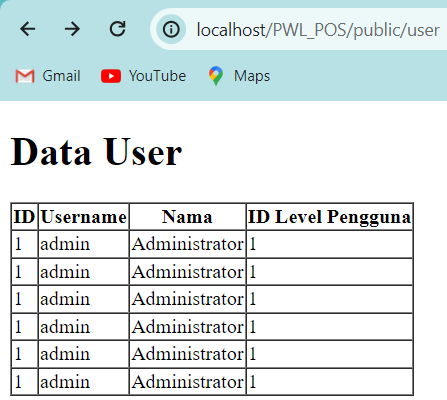 localhost/PWL_POS/public/user
Gmail YouTube Maps
Data User
ID Username Nama ID Level Pengguna
1 admin Administrator 1
1 admin Administrator 1
1 admin Administrator 1
1 admin Administrator 1
1 admin Administrator 1
1 admin Administrator 1